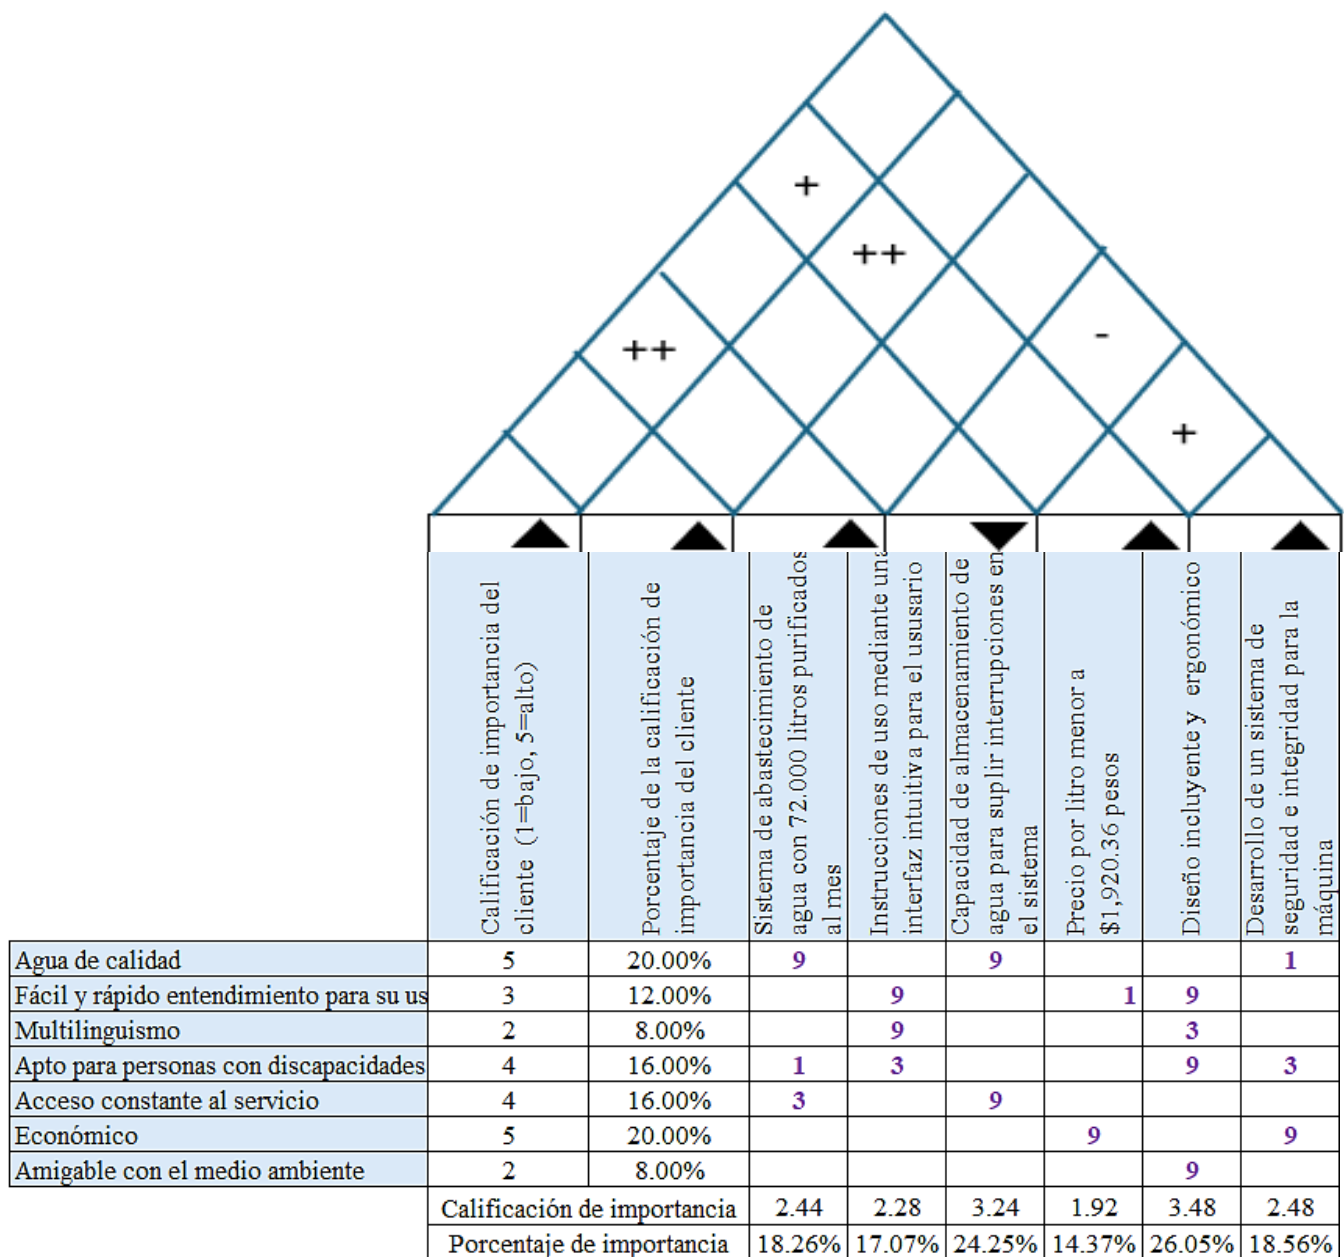 +
++
-
++
+
Calificación de importancia del
cliente (1=bajo, 5=alto)
Porcentaje de la calificación de
importancia del cliente
Sistema de abastecimiento de
agua con 72.000 litros purificados
al mes
Instrucciones de uso mediante una
interfaz intuitiva para el ususario
Capacidad de almacenamiento de
agua para suplir interrupciones en
el sistema
Precio por litro menor a
$1,920.36 pesos
Diseño incluyente y ergonómico
Desarrollo de un sistema de
seguridad e integridad para la
máquina
Agua de calidad 5 20.00% 9 9 1
Fácil y rápido entendimiento para su us 3 12.00% 9 1 9
Multilinguismo 2 8.00% 9 3
Apto para personas con discapacidades 4 16.00% 1 3 9 3
Acceso constante al servicio 4 16.00% 3 9
Económico 5 20.00% 9 9
Amigable con el medio ambiente 2 8.00% 9
Calificación de importancia 2.44 2.28 3.24 1.92 3.48 2.48
Porcentaje de importancia 18.26% 17.07% 24.25% 14.37% 26.05% 18.56%